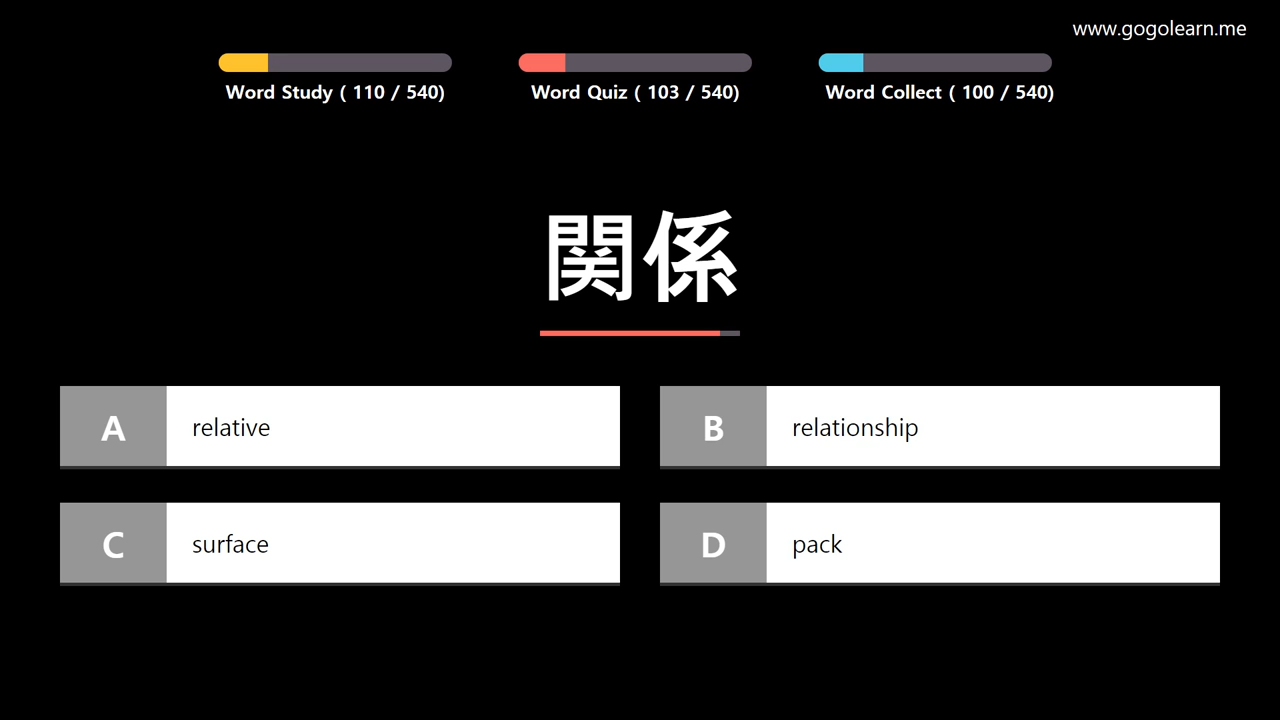 www.gogolearn.me
Word Study ( 110 / 540)
Word Quiz ( 103 / 540)
Word Collect ( 100 / 540)
関係
A relative
B relationship
C surface
D pack